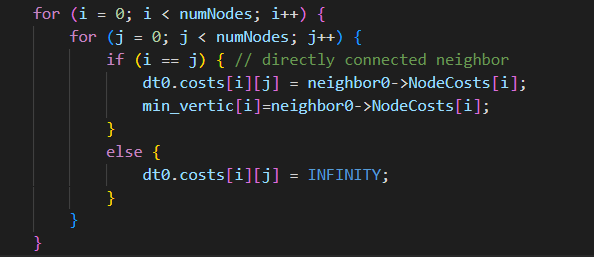 for (i = 0; i < numNodes; i++) {
for (j = 0; j < numNodes; j++) {
if (i == j) { // directly connected neighbor
dt0.costs[i][j] = neighbor0->NodeCosts[i];
min_vertic[i]=neighbor0->NodeCosts[i];
}
else {
dt0.costs[i][j] = INFINITY;
}
}
}